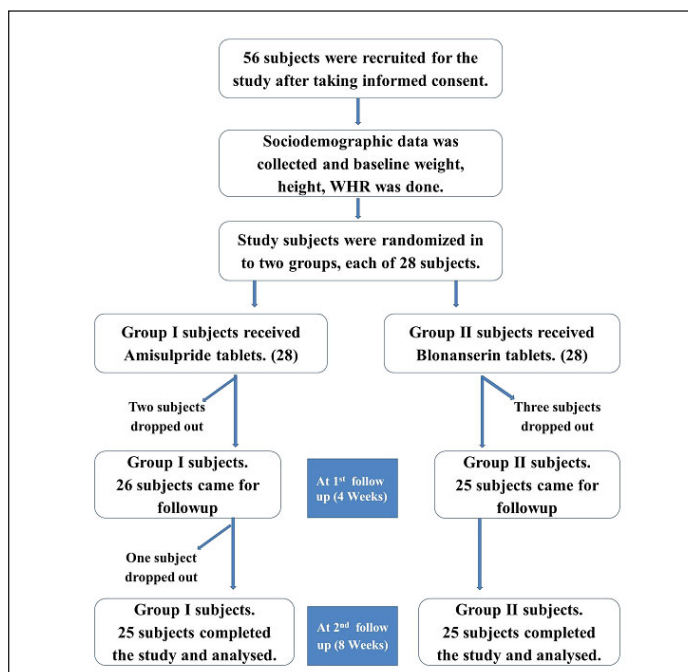 56 subjects were recruited for the
study after taking informed consent.
Sociodemographic data was
collected and baseline weight,
height, WHR was done.
Study subjects were randomized in
to two groups, each of 28 subjects.
Group I subjects received
Amisulpride tablets. (28)
Group II subjects received
Blonanserin tablets. (28)
Two subjects
dropped out
Three subjects
dropped out
Group I subjects.
26 subjects came for
followup
At 1st follow
up (4 Weeks)
Group II subjects.
25 subjects came for
followup
One subject
dropped out
Group I subjects.
25 subjects completed
the study and analysed.
At 2nd follow
up (8 Weeks)
Group II subjects.
25 subjects completed
the study and analysed.